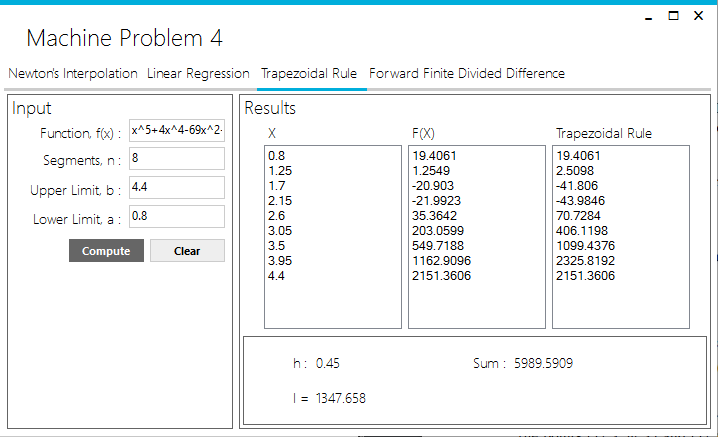 Machine Problem 4
Newton's Interpolation Linear Regression Trapezoidal Rule Forward Finite Divided Difference
Input
Function, f(x) : x^5+4x^4-69x^2-
Segments, n : 8
Upper Limit, b : 4.4
Lower Limit, a : 0.8
Compute Clear
Results
X F(X) Trapezoidal Rule
0.8 19.4061 19.4061
1.25 1.2549 2.5098
1.7 -20.903 -41.806
2.15 -21.9923 -43.9846
2.6 35.3642 70.7284
3.05 203.0599 406.1198
3.5 549.7188 1099.4376
3.95 1162.9096 2325.8192
4.4 2151.3606 2151.3606
h : 0.45 Sum : 5989.5909
I = 1347.658